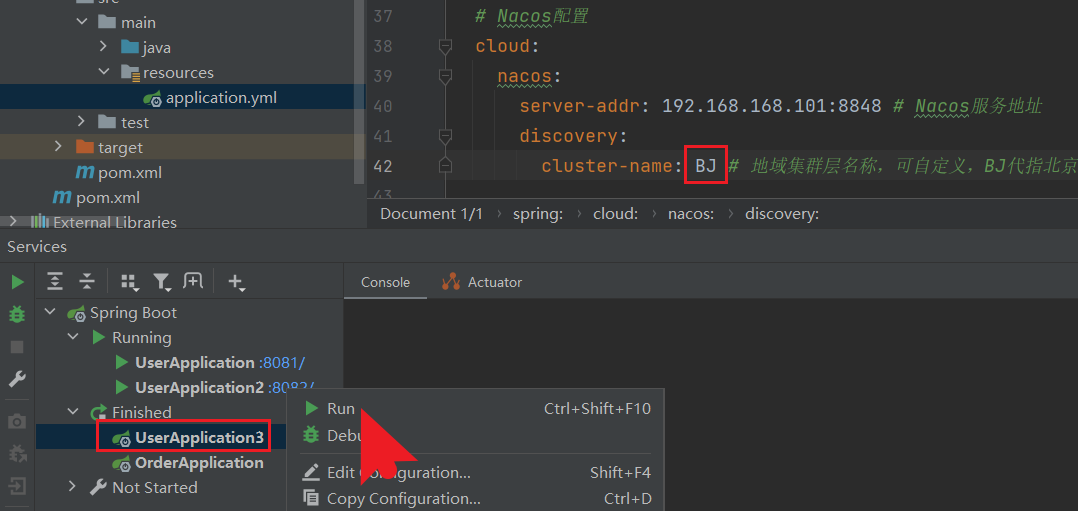 src
main
java
resources
application.yml
test
target
pom.xml
pom.xml
External Libraries
37 # Nacos配置
38 cloud:
39 nacos:
40 server-addr: 192.168.168.101:8848 # Nacos服务地址
41 discovery:
42 cluster-name: BJ # 地域集群层名称，可自定义，BJ代指北京
43
Document 1/1 › spring: › cloud: › nacos: › discovery:
Services
Console
Actuator
Spring Boot
Running
UserApplication :8081/
UserApplication2 :8082/
Finished
UserApplication3
OrderApplication
Not Started
Run Ctrl+Shift+F10
Debu
Edit Configuration... Shift+F4
Copy Configuration... Ctrl+D